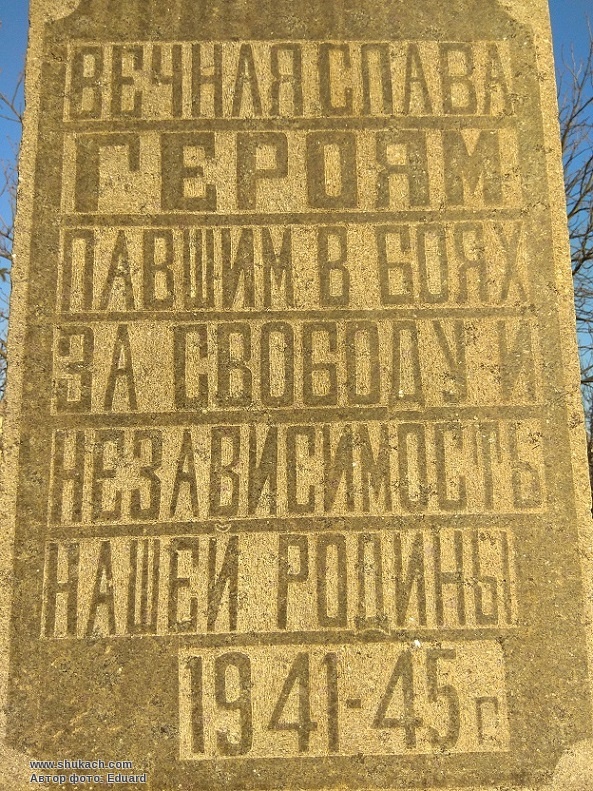 ВЕЧНАЯ СЛАВА
ГЕРОЯМ
ПАВШИМ В БОЯХ
ЗА СВОБОДУ И
НЕЗАВИСИМОСТЬ
НАШЕЙ РОДИНЫ
1941-45 г
www.shukach.com
Автор фото: Eduard